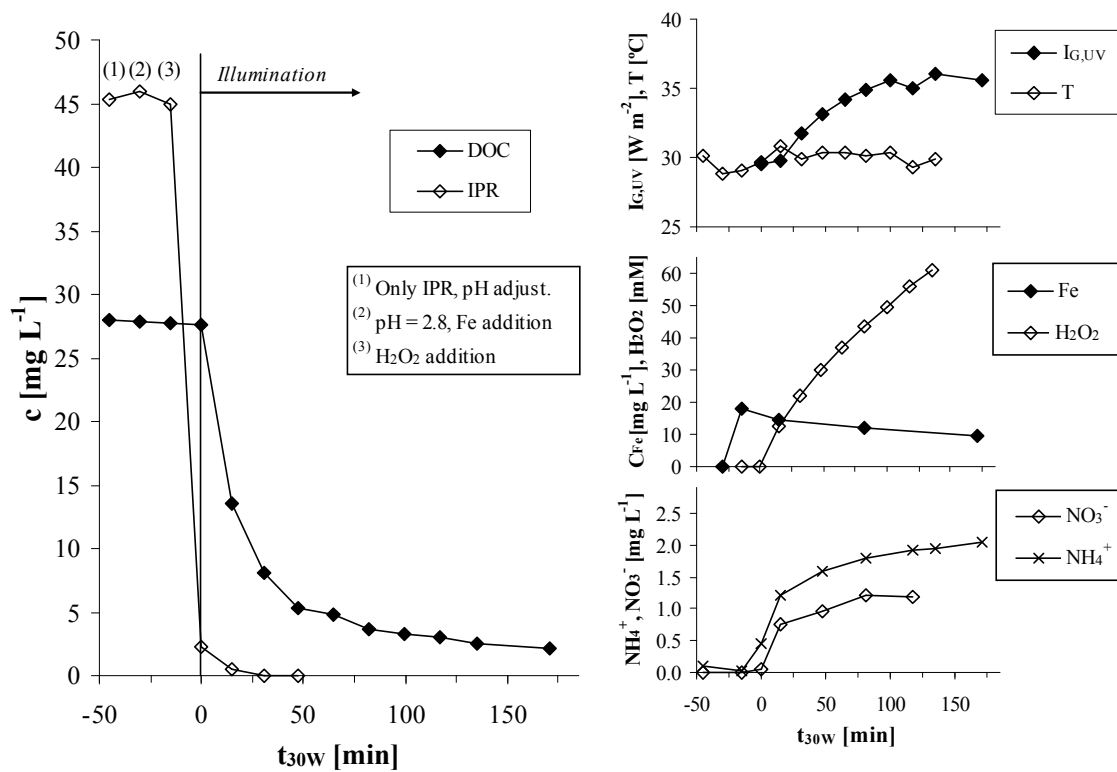 50
45
40
35
30
25
20
15
10
5
0
c [mg L⁻¹]
(1) (2) (3)
Illumination
DOC
IPR
(1) Only IPR, pH adjust.
(2) pH = 2.8, Fe addition
(3) H2O2 addition
-50 0 50 100 150
t30W [min]
40
35
30
25
IG,UV [W m⁻²], T [ºC]
IG,UV
T
60
50
40
30
20
10
0
CFe[mg L⁻¹], H2O2 [mM]
Fe
H2O2
2.5
2.0
1.5
1.0
0.5
0.0
NH4⁺, NO3⁻ [mg L⁻¹]
NO3⁻
NH4⁺
-50 0 50 100 150
t30W [min]